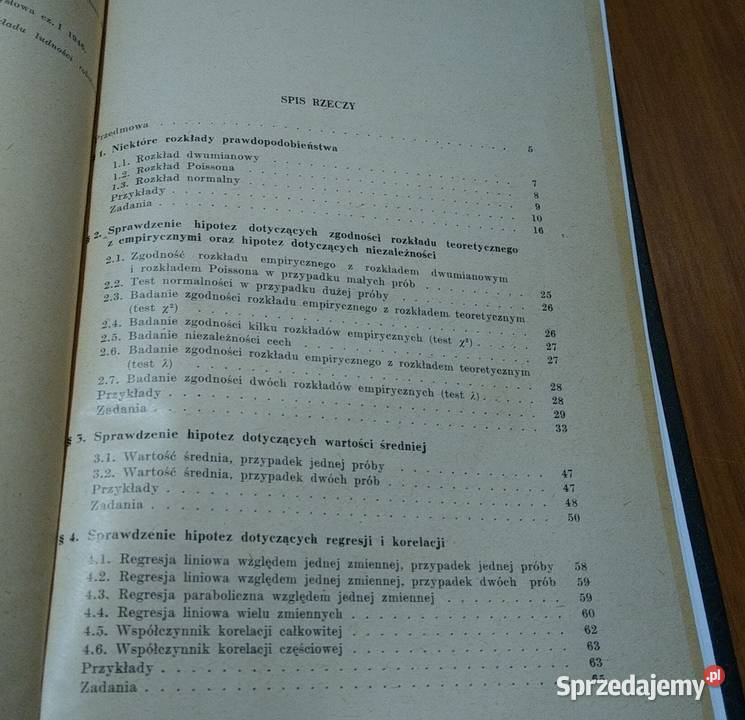 cz. I 1948.
ludności
SPIS RZECZY
Przedmowa 5
§ 1. Niektóre rozkłady prawdopodobieństwa
1.1. Rozkład dwumianowy 7
1.2. Rozkład Poissona 8
1.3. Rozkład normalny 9
Przykłady 10
Zadania 16
§ 2. Sprawdzenie hipotez dotyczących zgodności rozkładu teoretycznego
z empirycznymi oraz hipotez dotyczących niezależności
2.1. Zgodność rozkładu empirycznego z rozkładem dwumianowym
i rozkładem Poissona w przypadku małych prób 25
2.2. Test normalności w przypadku dużej próby 26
2.3. Badanie zgodności rozkładu empirycznego z rozkładem teoretycznym
(test χ²) 26
2.4. Badanie zgodności kilku rozkładów empirycznych (test χ²) 27
2.5. Badanie niezależności cech 27
2.6. Badanie zgodności rozkładu empirycznego z rozkładem teoretycznym
(test λ) 28
2.7. Badanie zgodności dwóch rozkładów empirycznych (test λ) 28
Przykłady 29
Zadania 33
§ 3. Sprawdzenie hipotez dotyczących wartości średniej
3.1. Wartość średnia, przypadek jednej próby 47
3.2. Wartość średnia, przypadek dwóch prób 47
Przykłady 48
Zadania 50
§ 4. Sprawdzenie hipotez dotyczących regresji i korelacji
4.1. Regresja liniowa względem jednej zmiennej, przypadek jednej próby 58
4.2. Regresja liniowa względem jednej zmiennej, przypadek dwóch prób 59
4.3. Regresja paraboliczna względem jednej zmiennej 59
4.4. Regresja liniowa wielu zmiennych 60
4.5. Współczynnik korelacji całkowitej 62
4.6. Współczynnik korelacji częściowej 63
Przykłady 63
Zadania 65
Sprzedajemy.pl